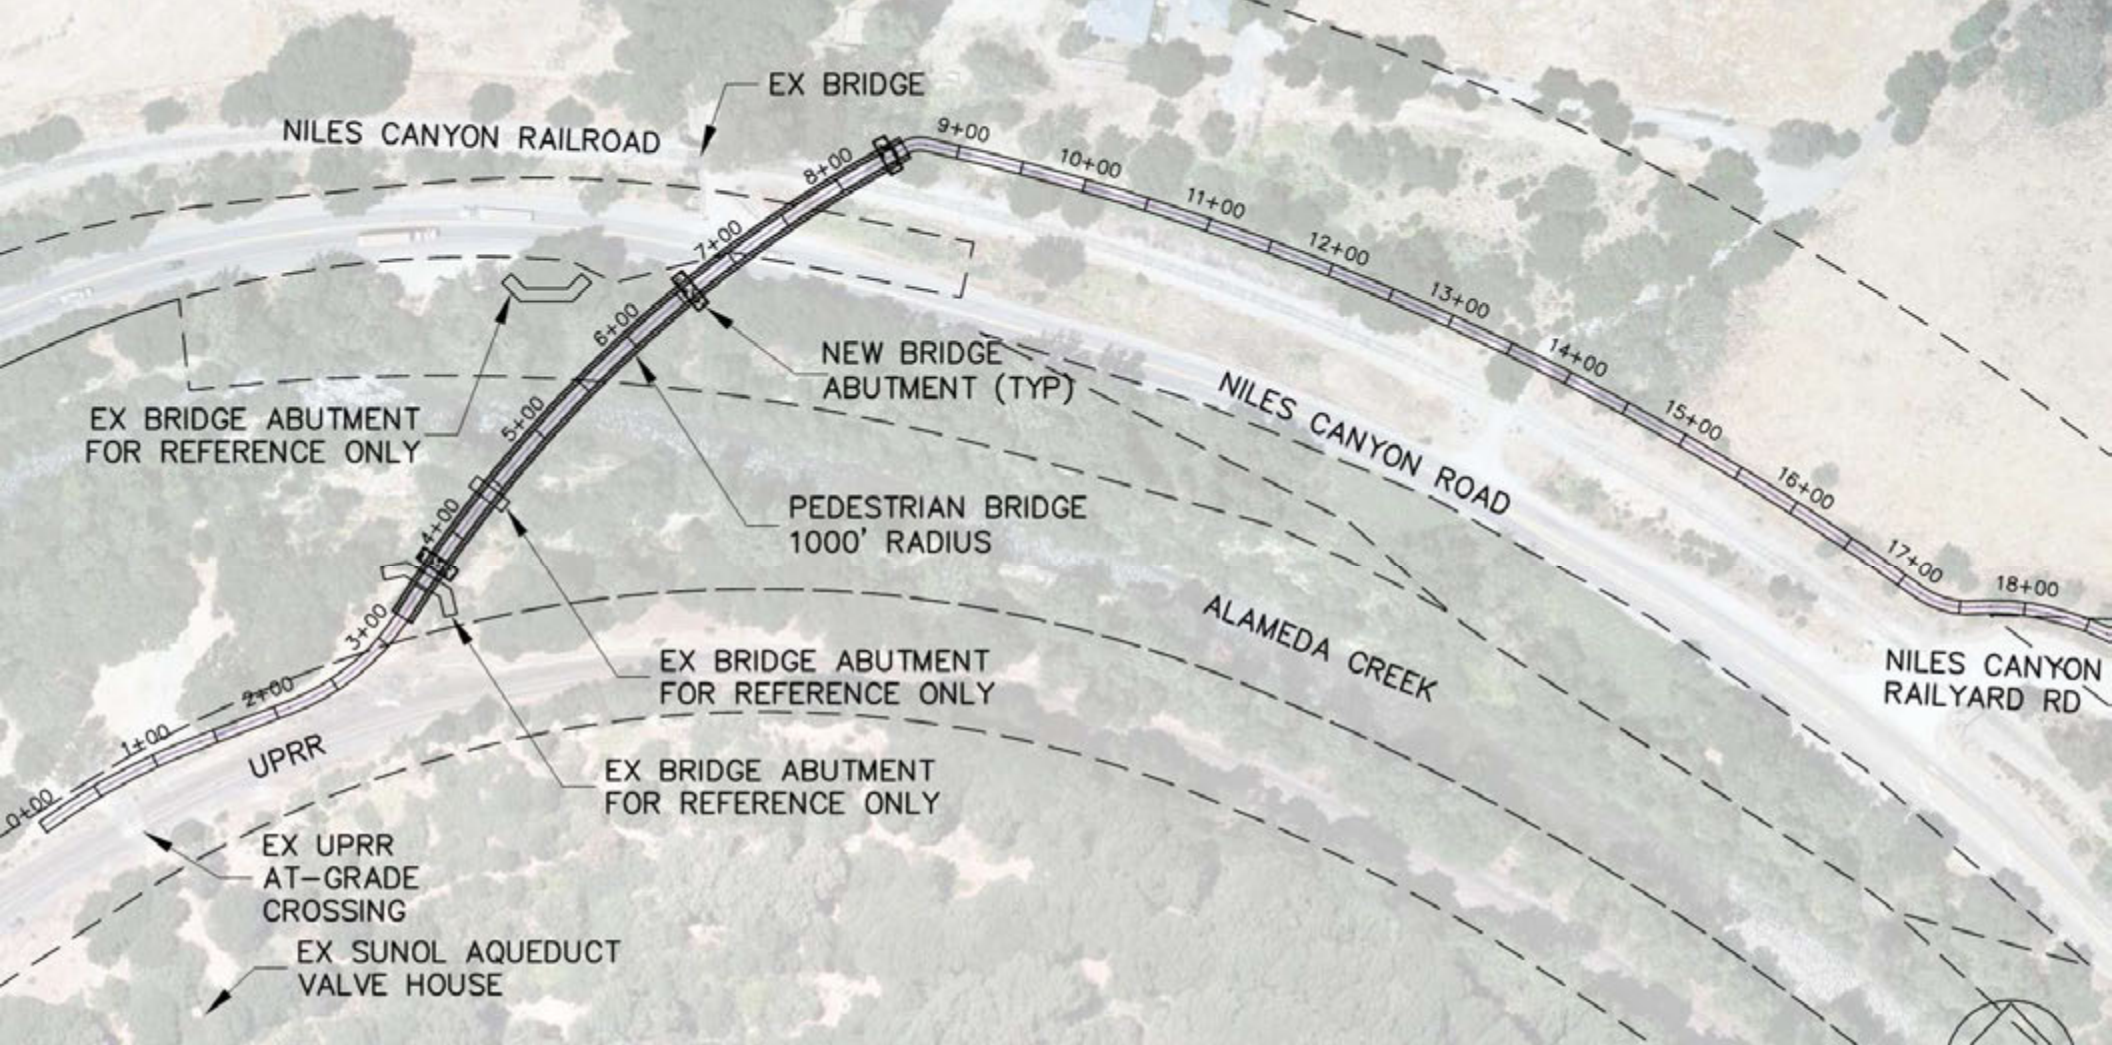 EX BRIDGE
NILES CANYON RAILROAD
9+00
8+00
10+00
11+00
7+00
12+00
13+00
6+00
14+00
NEW BRIDGE
ABUTMENT (TYP)
NILES CANYON ROAD
15+00
EX BRIDGE ABUTMENT
FOR REFERENCE ONLY
5+00
16+00
PEDESTRIAN BRIDGE
1000' RADIUS
4+00
17+00
18+00
3+00
ALAMEDA CREEK
EX BRIDGE ABUTMENT
FOR REFERENCE ONLY
NILES CANYON
RAILYARD RD
2+00
1+00
UPRR
EX BRIDGE ABUTMENT
FOR REFERENCE ONLY
0+00
EX UPRR
AT-GRADE
CROSSING
EX SUNOL AQUEDUCT
VALVE HOUSE